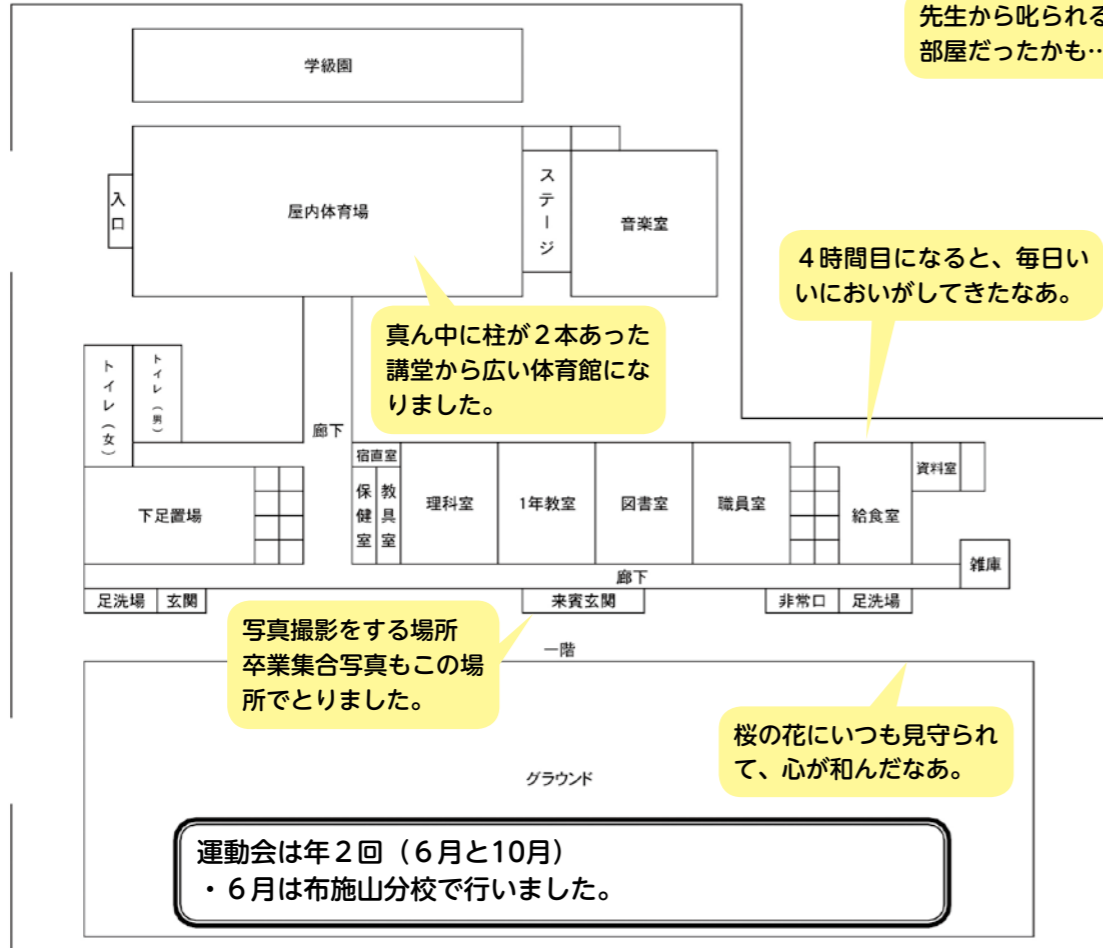 先生から叱られる
部屋だったかも…
学級園
入口
屋内体育場
ステージ
音楽室
４時間目になると、毎日い
いにおいがしてきたなあ。
真ん中に柱が２本あった
講堂から広い体育館にな
りました。
トイレ（女）
トイレ（男）
廊下
宿直室
保健室
教具室
理科室
1年教室
図書室
職員室
給食室
資料室
下足置場
雑庫
廊下
足洗場
玄関
来賓玄関
非常口
足洗場
写真撮影をする場所
卒業集合写真もこの場
所でとりました。
一階
桜の花にいつも見守られ
て、心が和んだなあ。
グラウンド
運動会は年２回（６月と10月）
・６月は布施山分校で行いました。